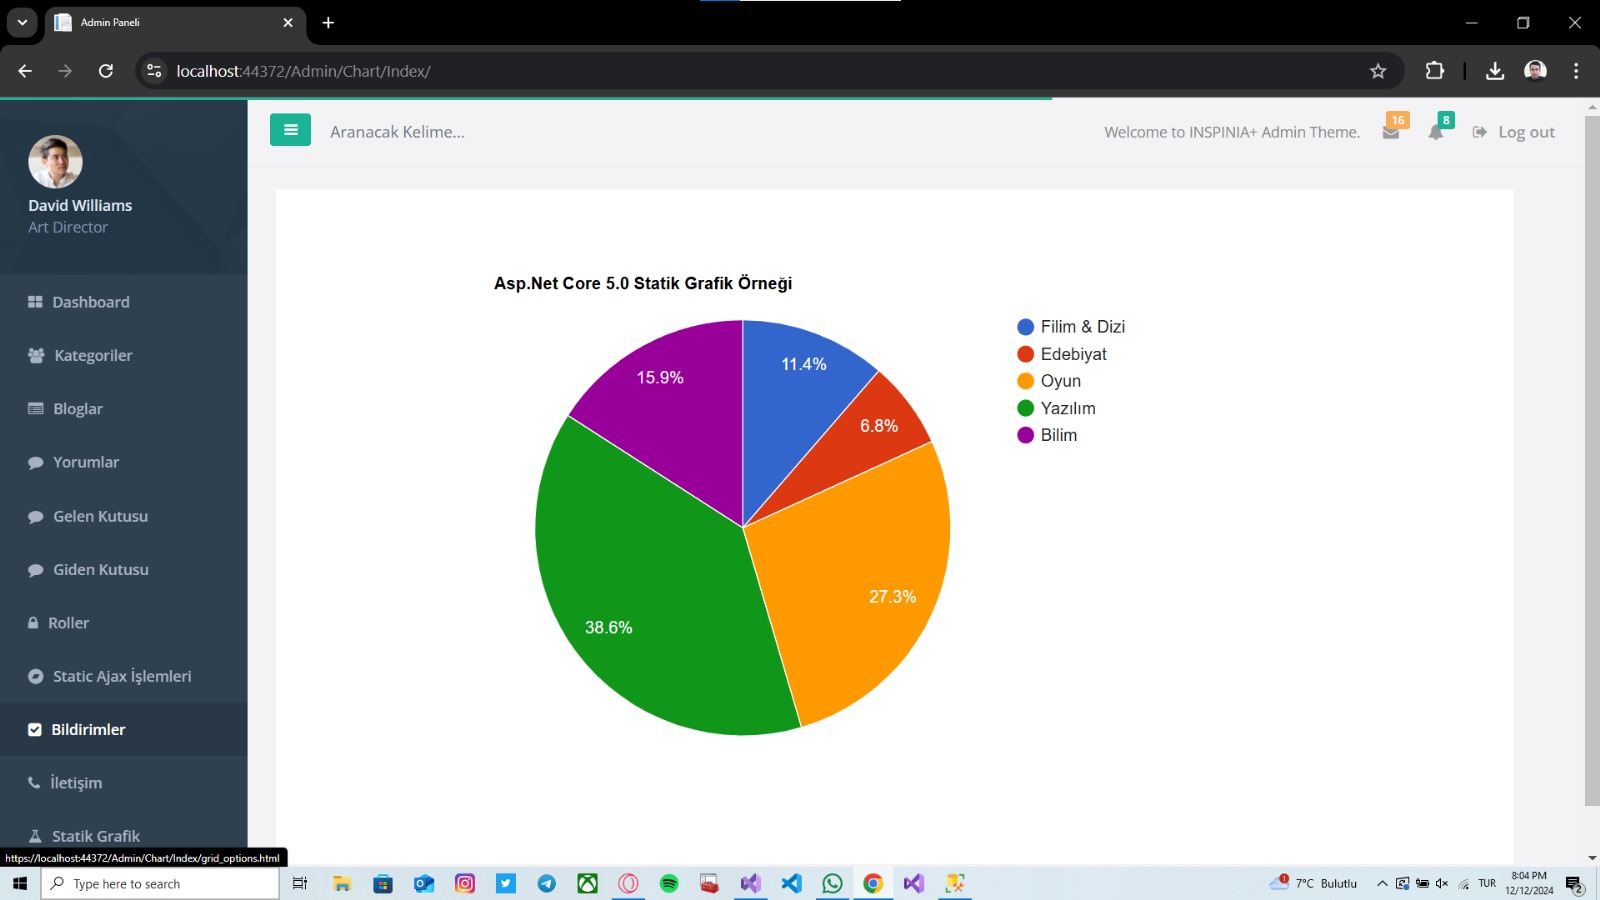 Admin Paneli
localhost:44372/Admin/Chart/Index/
Aranacak Kelime...
Welcome to INSPINIA+ Admin Theme.
16
8
Log out
David Williams
Art Director
Dashboard
Kategoriler
Bloglar
Yorumlar
Gelen Kutusu
Giden Kutusu
Roller
Static Ajax İşlemleri
Bildirimler
İletişim
Statik Grafik
Asp.Net Core 5.0 Statik Grafik Örneği
11.4%
6.8%
27.3%
38.6%
15.9%
Filim & Dizi
Edebiyat
Oyun
Yazılım
Bilim
https://localhost:44372/Admin/Chart/Index/grid_options.html
Type here to search
1
7°C Bulutlu
TUR
8:04 PM
12/12/2024
2